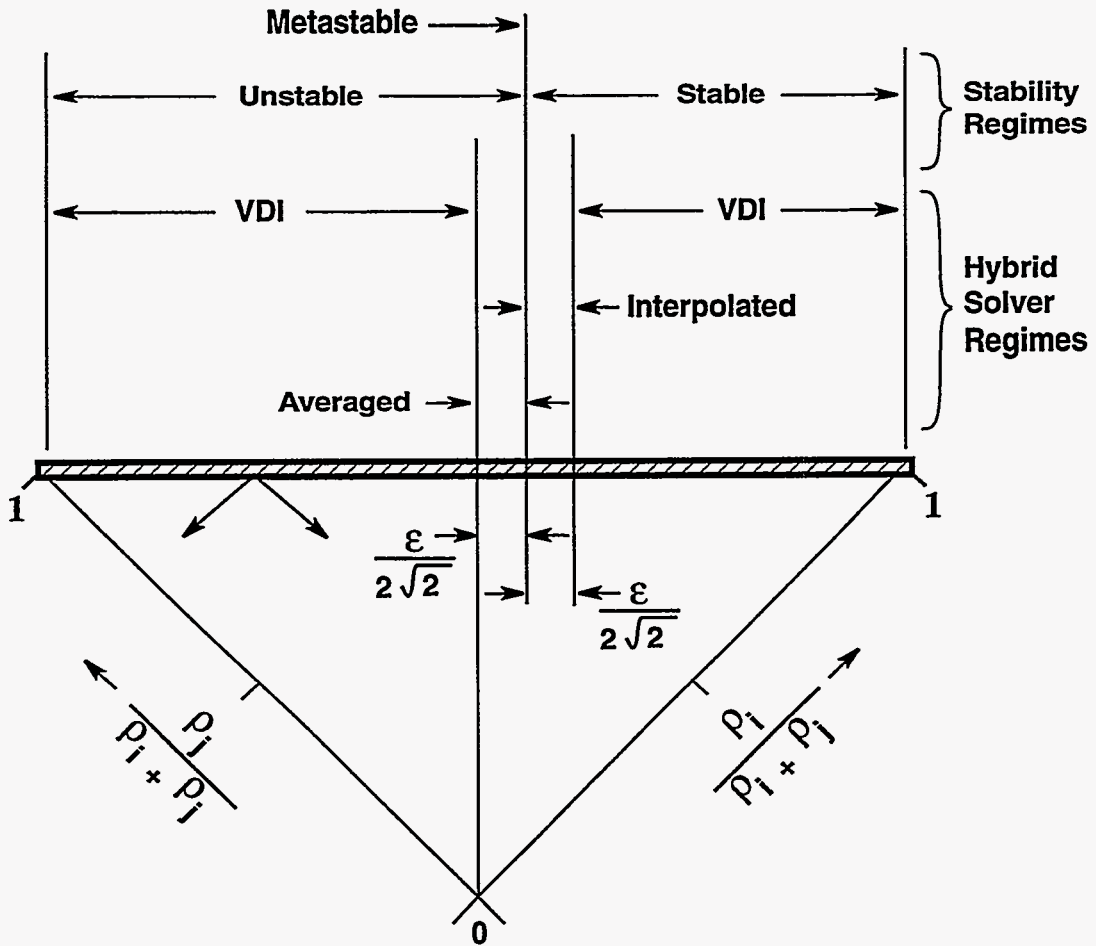 Metastable
Unstable
Stable
Stability
Regimes
VDI
VDI
Hybrid
Solver
Regimes
Interpolated
Averaged
1
1
ε
2√2
ε
2√2
ρj
ρi + ρj
ρi
ρi + ρj
0